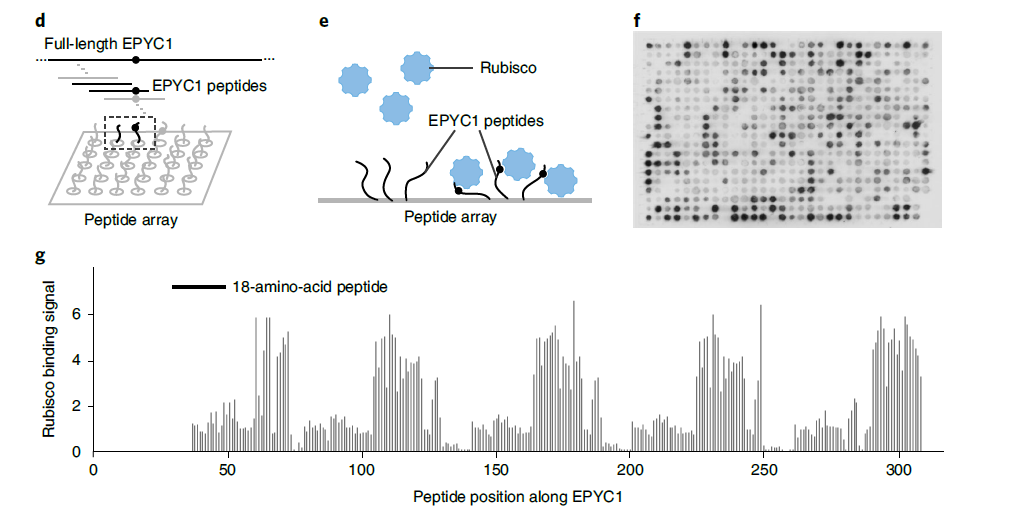 d
Full-length EPYC1
EPYC1 peptides
Peptide array
e
Rubisco
EPYC1 peptides
Peptide array
f
g
18-amino-acid peptide
Rubisco binding signal
6
4
2
0
0 50 100 150 200 250 300
Peptide position along EPYC1